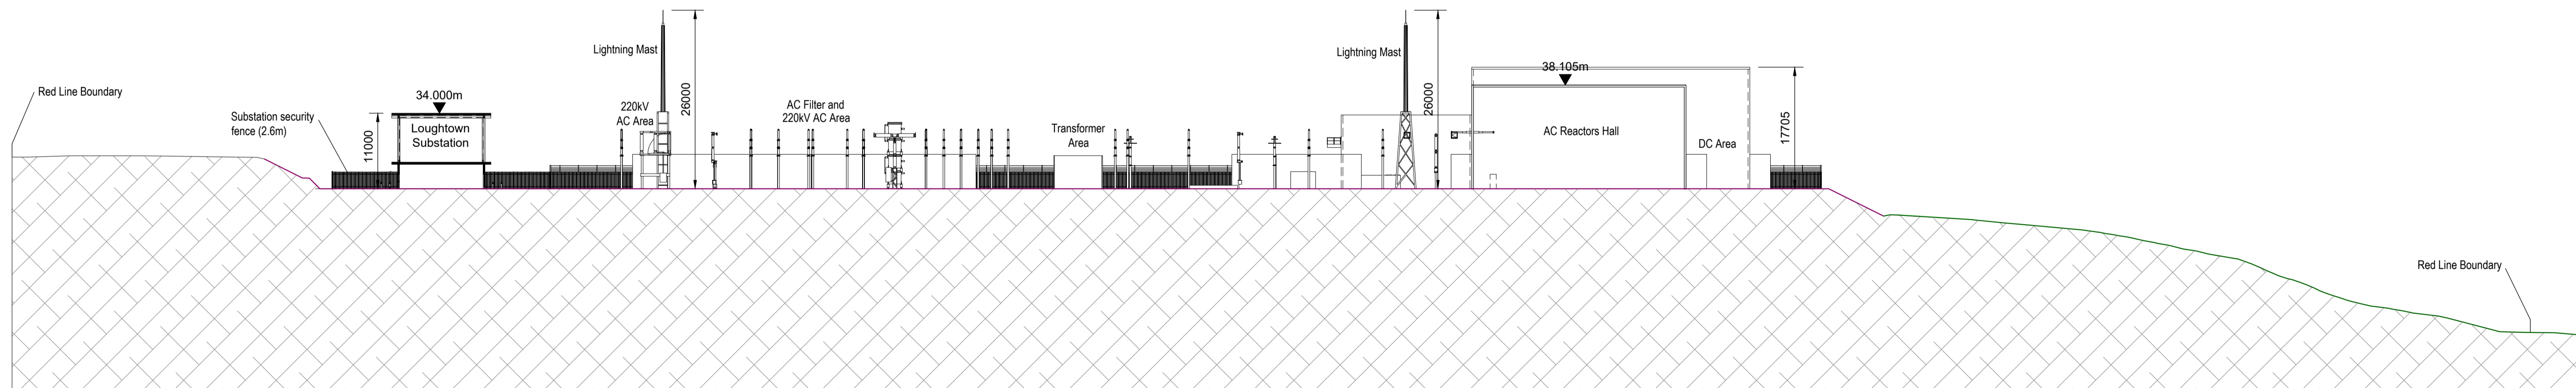 Red Line Boundary
Substation security
fence (2.6m)
11000
34.000m
Loughtown
Substation
Lightning Mast
220kV
AC Area
26000
AC Filter and
220kV AC Area
Transformer
Area
Lightning Mast
26000
38.105m
AC Reactors Hall
DC Area
17705
Red Line Boundary